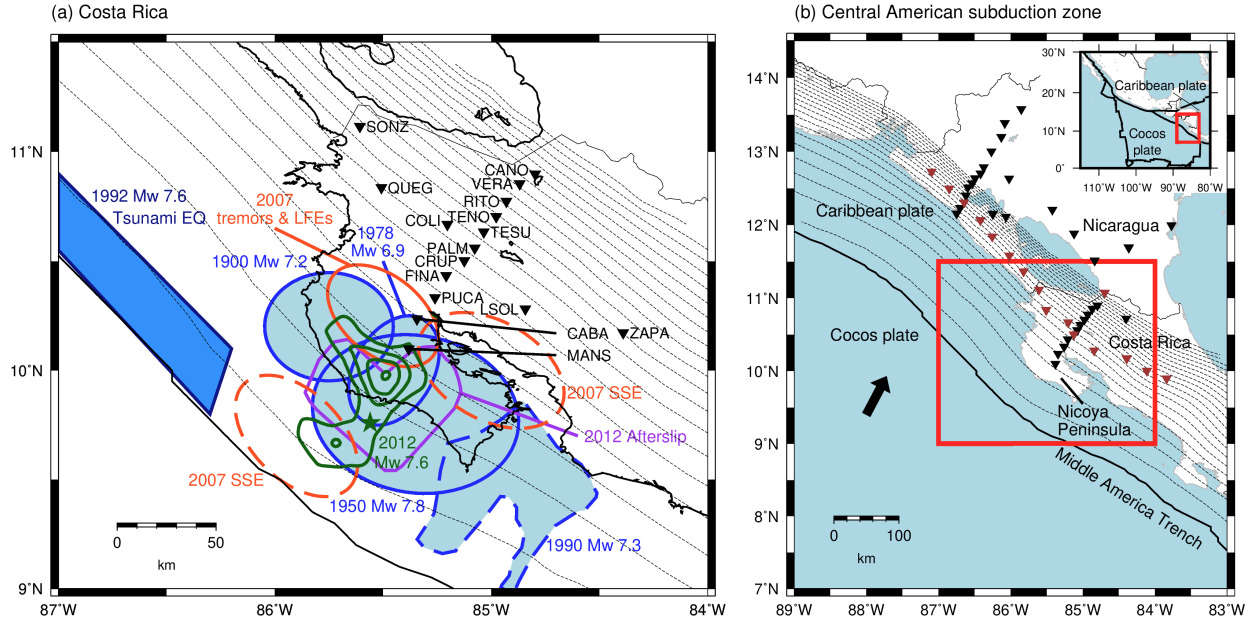 (a) Costa Rica
11°N
10°N
9°N
87°W
86°W
85°W
84°W
SONZ
CANO
VERA
QUEG
RITO
COLI
TENO
TESU
PALM
CRUP
FINA
PUCA
LSOL
CABA
ZAPA
MANS
1992 Mw 7.6
Tsunami EQ
2007
tremors & LFEs
1978
Mw 6.9
1900 Mw 7.2
2007 SSE
2012 Afterslip
2012
Mw 7.6
2007 SSE
1950 Mw 7.8
1990 Mw 7.3
0
50
km
(b) Central American subduction zone
14°N
13°N
12°N
11°N
10°N
9°N
8°N
7°N
89°W
88°W
87°W
86°W
85°W
84°W
83°W
30°N
20°N
10°N
0
110°W
100°W
90°W
80°W
Caribbean plate
Cocos
plate
Caribbean plate
Nicaragua
Cocos plate
Costa Rica
Nicoya
Peninsula
Middle America Trench
0
100
km